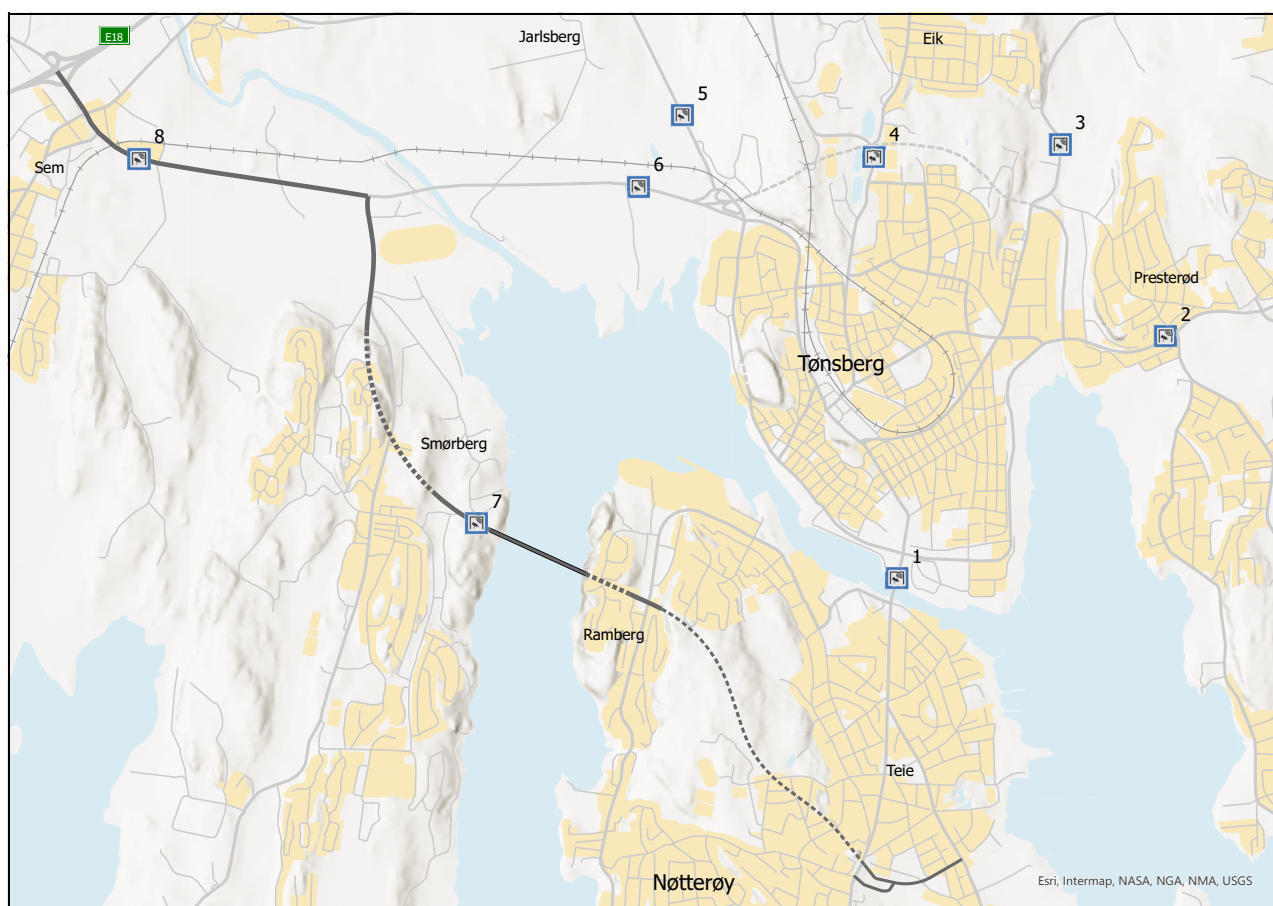 Jarlsberg
Eik
E18
5
3
8
4
Sem
6
Presterød
2
Tønsberg
Smørberg
7
1
Ramberg
Teie
Nøtterøy
Esri, Intermap, NASA, NGA, NMA, USGS